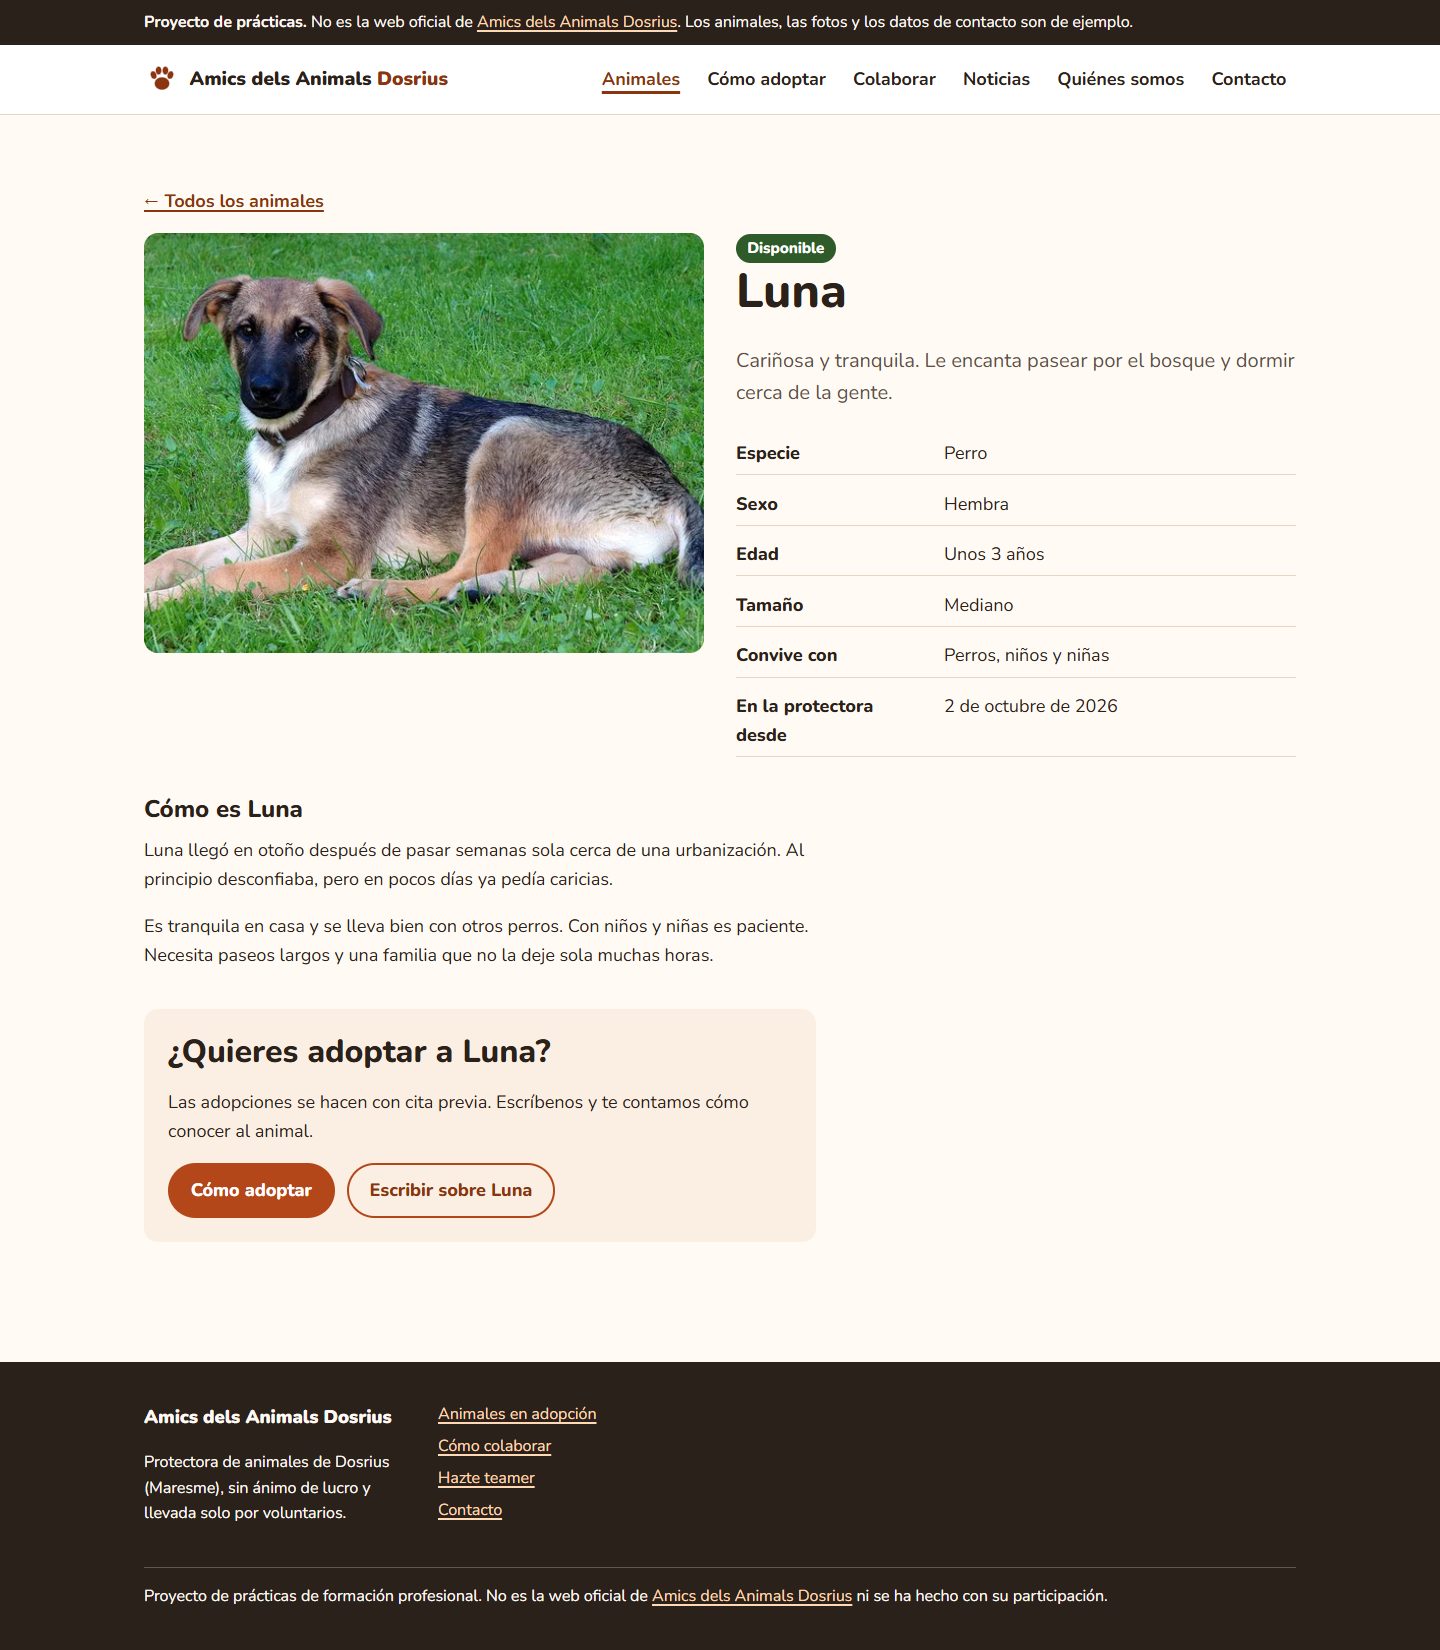 Proyecto de prácticas. No es la web oficial de Amics dels Animals Dosrius. Los animales, las fotos y los datos de contacto son de ejemplo.
Amics dels Animals Dosrius
Animales
Cómo adoptar
Colaborar
Noticias
Quiénes somos
Contacto
← Todos los animales
Disponible
Luna
Cariñosa y tranquila. Le encanta pasear por el bosque y dormir
cerca de la gente.
Especie Perro
Sexo Hembra
Edad Unos 3 años
Tamaño Mediano
Convive con Perros, niños y niñas
En la protectora 2 de octubre de 2026
desde
Cómo es Luna
Luna llegó en otoño después de pasar semanas sola cerca de una urbanización. Al
principio desconfiaba, pero en pocos días ya pedía caricias.
Es tranquila en casa y se lleva bien con otros perros. Con niños y niñas es paciente.
Necesita paseos largos y una familia que no la deje sola muchas horas.
¿Quieres adoptar a Luna?
Las adopciones se hacen con cita previa. Escríbenos y te contamos cómo
conocer al animal.
Cómo adoptar
Escribir sobre Luna
Amics dels Animals Dosrius
Protectora de animales de Dosrius
(Maresme), sin ánimo de lucro y
llevada solo por voluntarios.
Animales en adopción
Cómo colaborar
Hazte teamer
Contacto
Proyecto de prácticas de formación profesional. No es la web oficial de Amics dels Animals Dosrius ni se ha hecho con su participación.